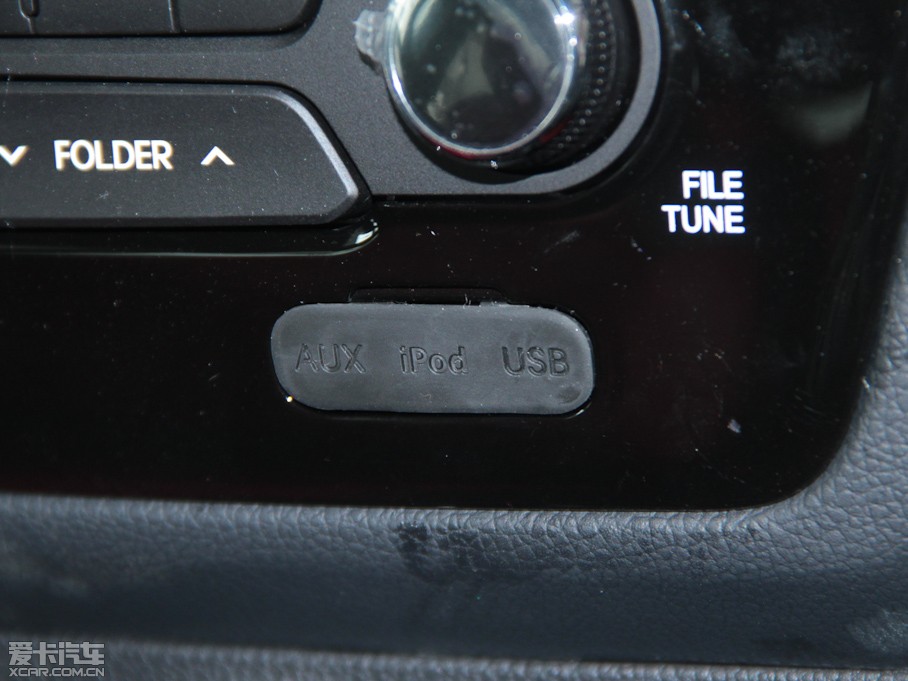 FOLDER
FILE
TUNE
AUX iPod USB
爱卡汽车
XCAR.COM.CN